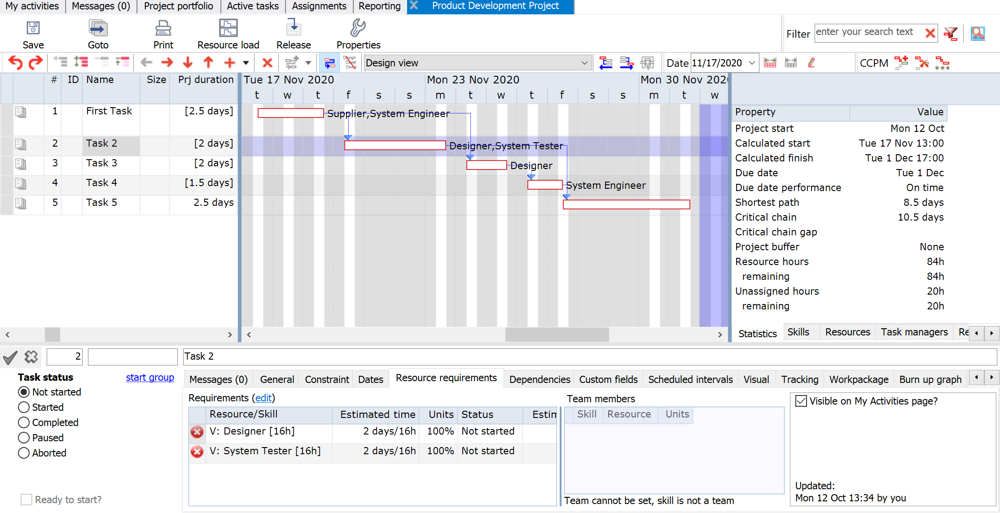 My activities Messages (0) Project portfolio Active tasks Assignments Reporting Product Development Project
Save Goto Print Resource load Release Properties
Filter enter your search text
Design Devel Devel
Design view
Date 11/17/2020
CCPM
# ID Name Size Prj duration
1 First Task [2.5 days]
2 Task 2 [2 days]
3 Task 3 [2 days]
4 Task 4 [1.5 days]
5 Task 5 2.5 days
Tue 17 Nov 2020 Mon 23 Nov 2020 Mon 30 Nov 202
t w t f s s m t w t f s s m t w
Supplier,System Engineer
Designer,System Tester
Designer
System Engineer
Property Value
Project start Mon 12 Oct
Calculated start Tue 17 Nov 13:00
Calculated finish Tue 1 Dec 17:00
Due date Tue 1 Dec
Due date performance On time
Shortest path 8.5 days
Critical chain 10.5 days
Critical chain gap
Project buffer None
Resource hours 84h
remaining 84h
Unassigned hours 20h
remaining 20h
Statistics Skills Resources Task managers Re
2 Task 2
Task status start group
Not started
Started
Completed
Paused
Aborted
Ready to start?
Messages (0) General Constraint Dates Resource requirements Dependencies Custom fields Scheduled intervals Visual Tracking Workpackage Burn up graph
Requirements (edit)
Resource/Skill Estimated time Units Status Estim
V: Designer [16h] 2 days/16h 100% Not started
V: System Tester [16h] 2 days/16h 100% Not started
Team members
Skill Resource Units
Team cannot be set, skill is not a team
Visible on My Activities page?
Updated:
Mon 12 Oct 13:34 by you